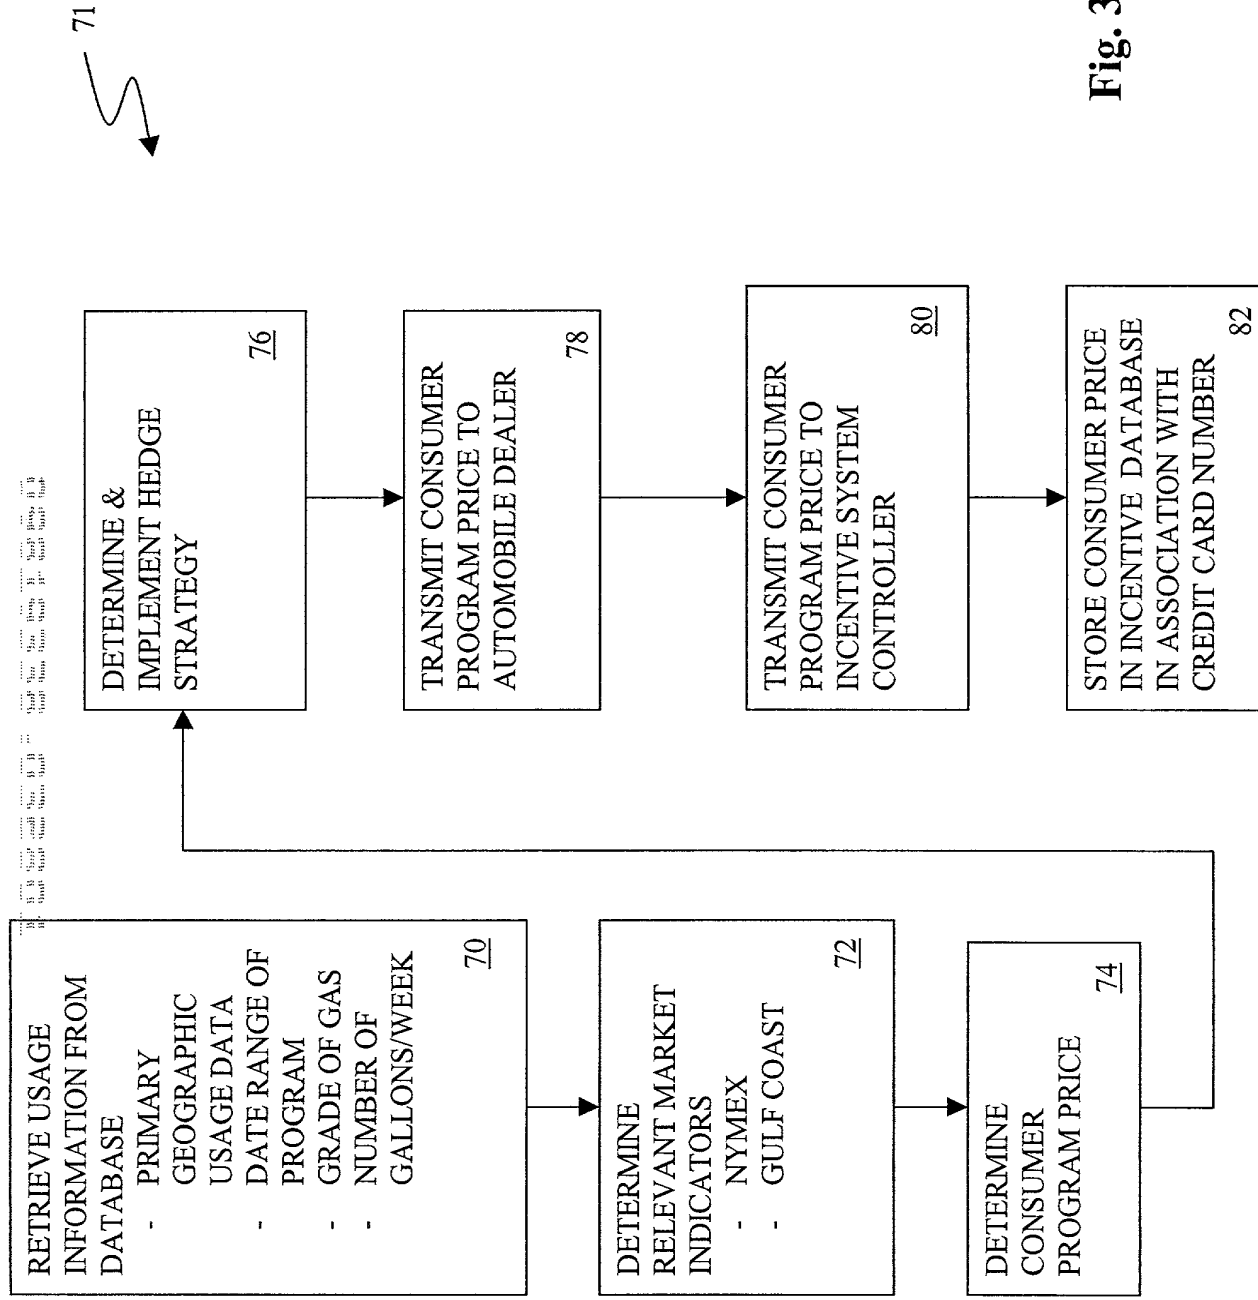 RETRIEVE USAGE
INFORMATION FROM
DATABASE
- PRIMARY
GEOGRAPHIC
USAGE DATA
- DATE RANGE OF
PROGRAM
- GRADE OF GAS
- NUMBER OF
GALLONS/WEEK
70
DETERMINE
RELEVANT MARKET
INDICATORS
- NYMEX
- GULF COAST
72
DETERMINE
CONSUMER
PROGRAM PRICE
74
DETERMINE &
IMPLEMENT HEDGE
STRATEGY
76
TRANSMIT CONSUMER
PROGRAM PRICE TO
AUTOMOBILE DEALER
78
TRANSMIT CONSUMER
PROGRAM PRICE TO
INCENTIVE SYSTEM
CONTROLLER
80
STORE CONSUMER PRICE
IN INCENTIVE DATABASE
IN ASSOCIATION WITH
CREDIT CARD NUMBER
82
71
Fig. 3